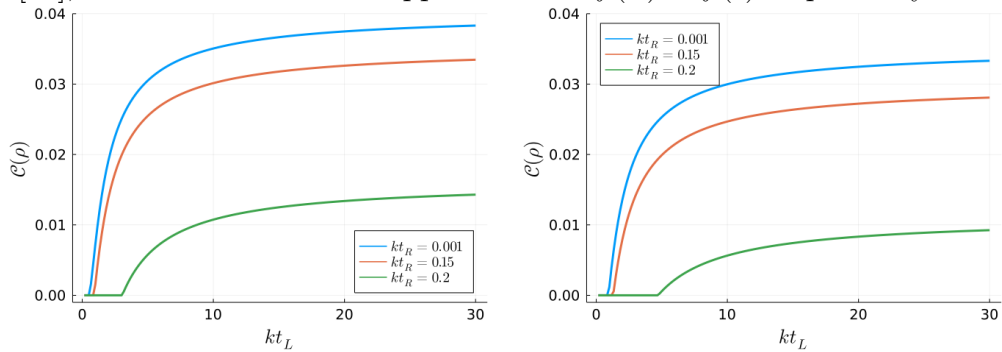 0.04
0.03
0.02
0.01
0.00
C(ρ)
0
10
20
30
kt_L
kt_R = 0.001
kt_R = 0.15
kt_R = 0.2
0.04
0.03
0.02
0.01
0.00
C(ρ)
0
10
20
30
kt_L
kt_R = 0.001
kt_R = 0.15
kt_R = 0.2